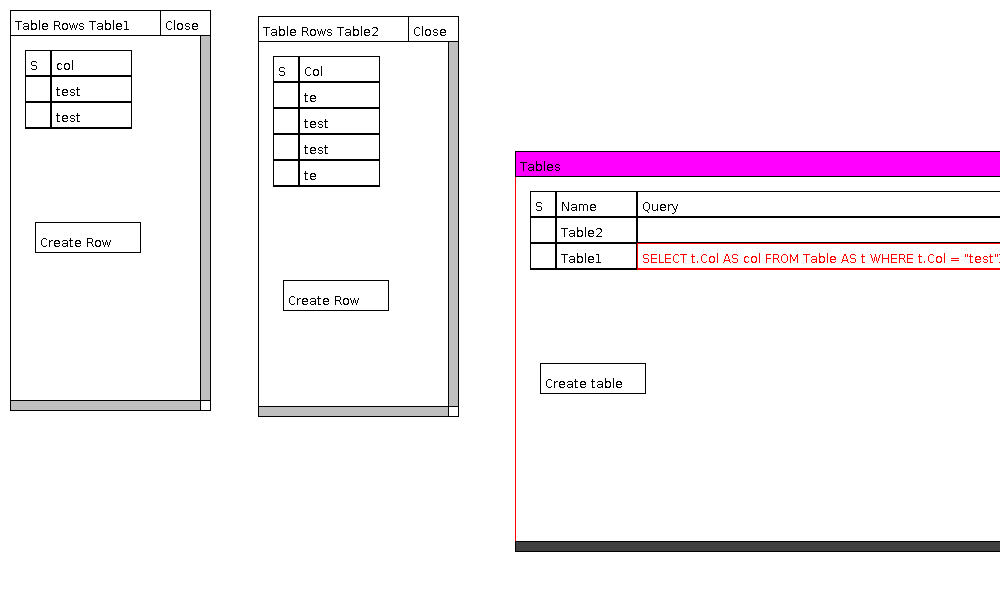 Table Rows Table1 Close
S col
test
test
Create Row
Table Rows Table2 Close
S Col
te
test
test
te
Create Row
Tables
S Name Query
Table2
Table1 SELECT t.Col AS col FROM Table AS t WHERE t.Col = "test"
Create table